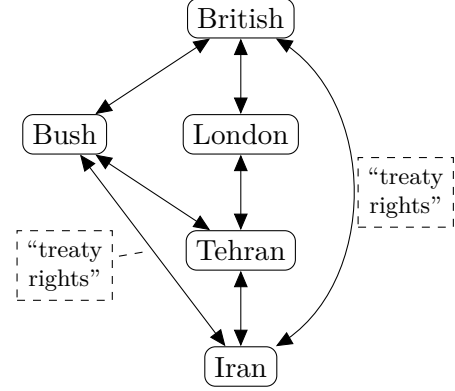 British
Bush
London
“treaty
rights”
“treaty
rights”
Tehran
Iran